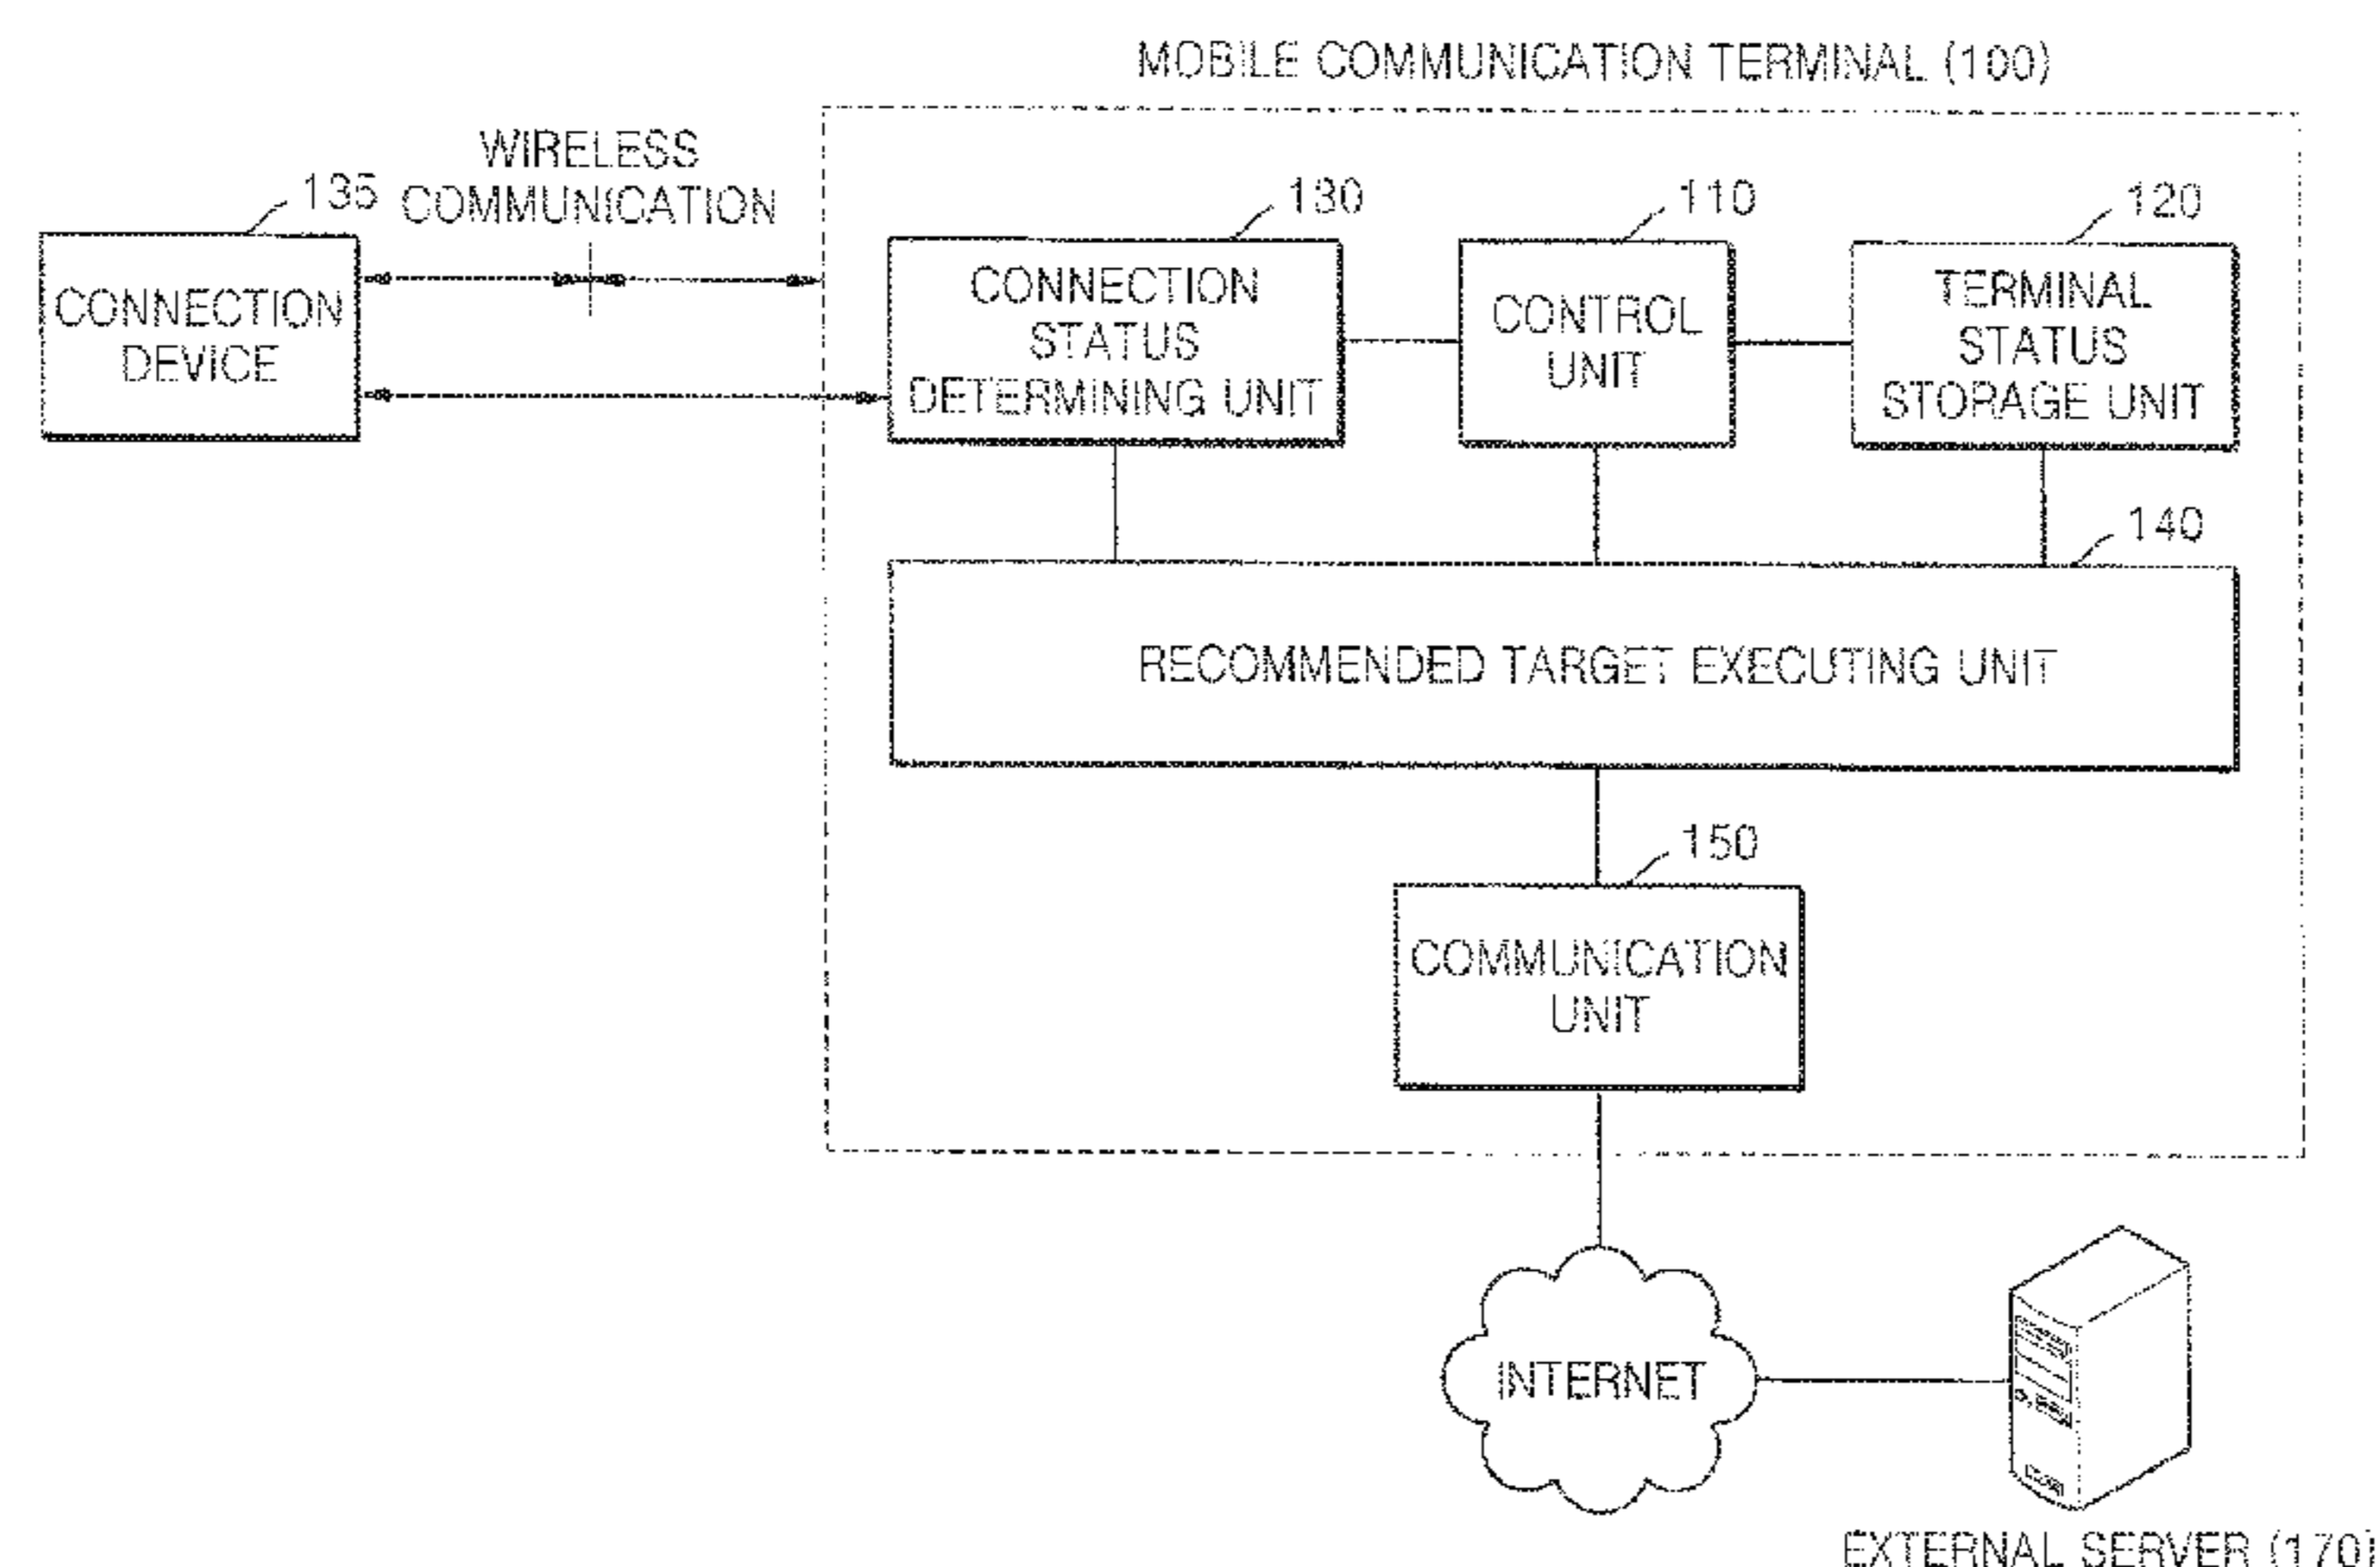 MOBILE COMMUNICATION TERMINAL (100)
WIRELESS
COMMUNICATION
135
130
110
120
CONNECTION
DEVICE
CONNECTION
STATUS
DETERMINING UNIT
CONTROL
UNIT
TERMINAL
STATUS
STORAGE UNIT
140
RECOMMENDED TARGET EXECUTING UNIT
150
COMMUNICATION
UNIT
INTERNET
EXTERNAL SERVER (170)